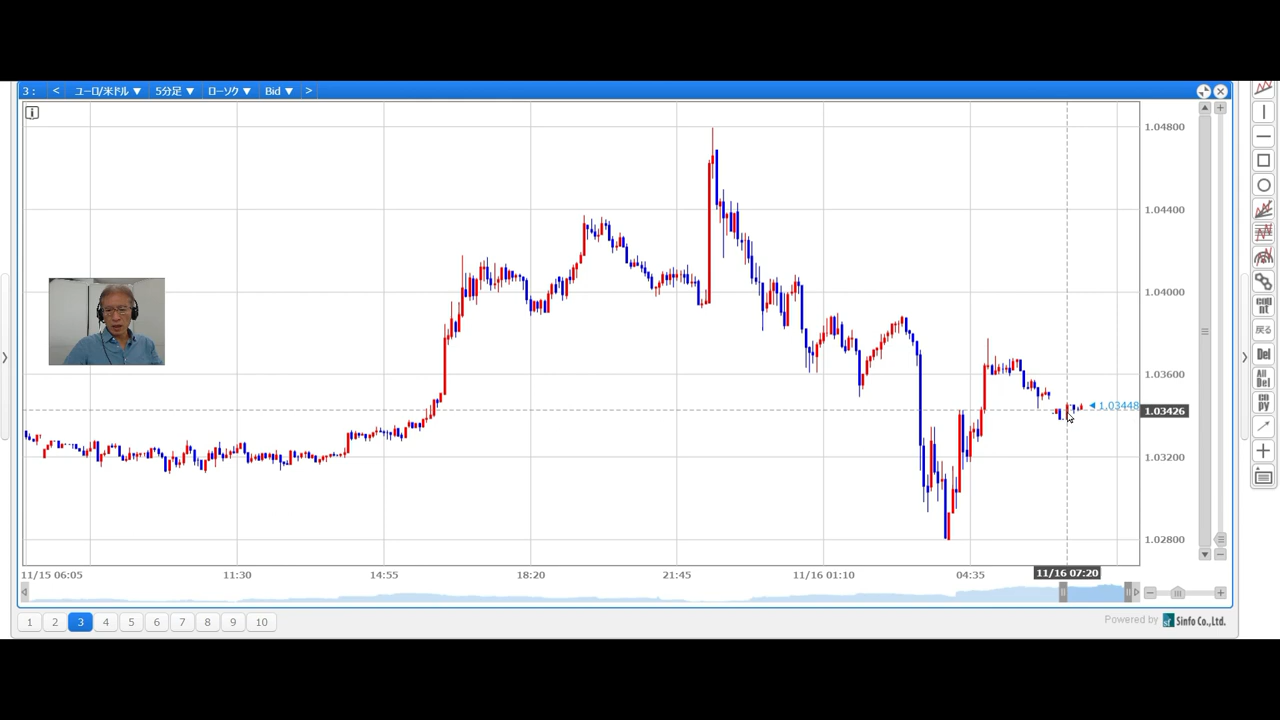 3 : < ユーロ/米ドル ▼ 5分足 ▼ ローソク ▼ Bid ▼ >
i
1.04800
1.04400
1.04000
1.03600
1.03448
1.03426
1.03200
1.02800
11/15 06:05 11:30 14:55 18:20 21:45 11/16 01:10 04:35 11/16 07:20
1 2 3 4 5 6 7 8 9 10
Powered by Sinfo Co.,Ltd.
戻る
Del
All Del
co py